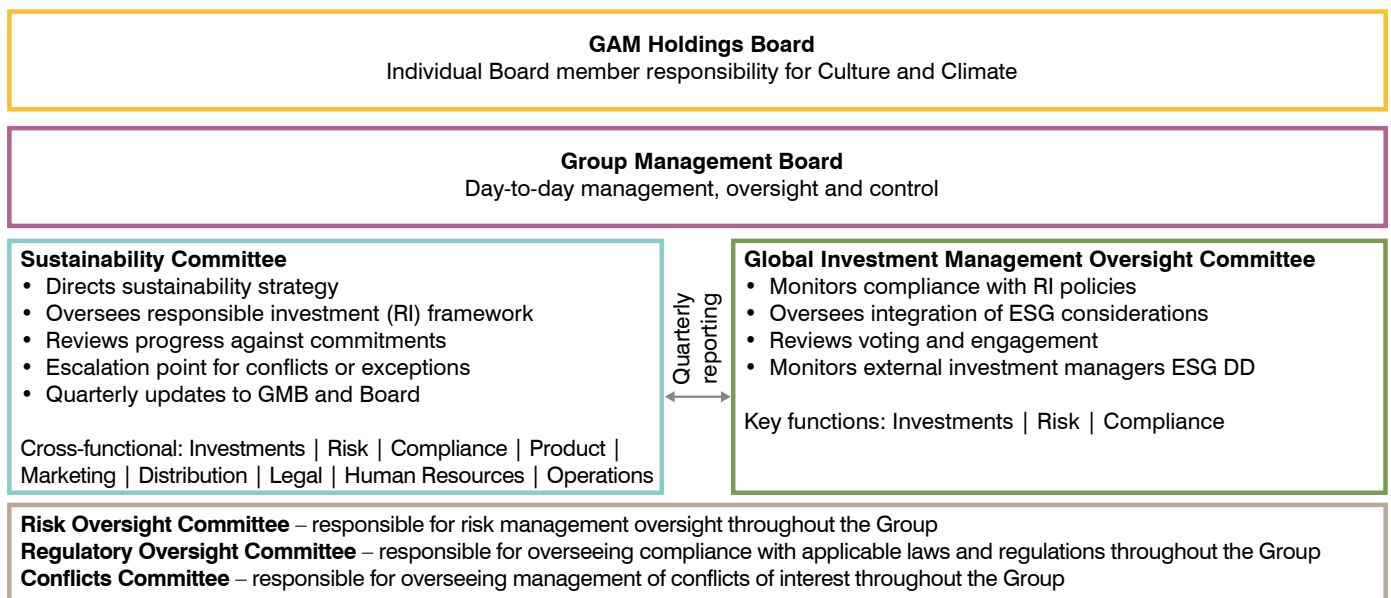 GAM Holdings Board
Individual Board member responsibility for Culture and Climate
Group Management Board
Day-to-day management, oversight and control
Sustainability Committee
• Directs sustainability strategy
• Oversees responsible investment (RI) framework
• Reviews progress against commitments
• Escalation point for conflicts or exceptions
• Quarterly updates to GMB and Board
Cross-functional: Investments | Risk | Compliance | Product |
Marketing | Distribution | Legal | Human Resources | Operations
Quarterly
reporting
Global Investment Management Oversight Committee
• Monitors compliance with RI policies
• Oversees integration of ESG considerations
• Reviews voting and engagement
• Monitors external investment managers ESG DD
Key functions: Investments | Risk | Compliance
Risk Oversight Committee – responsible for risk management oversight throughout the Group
Regulatory Oversight Committee – responsible for overseeing compliance with applicable laws and regulations throughout the Group
Conflicts Committee – responsible for overseeing management of conflicts of interest throughout the Group